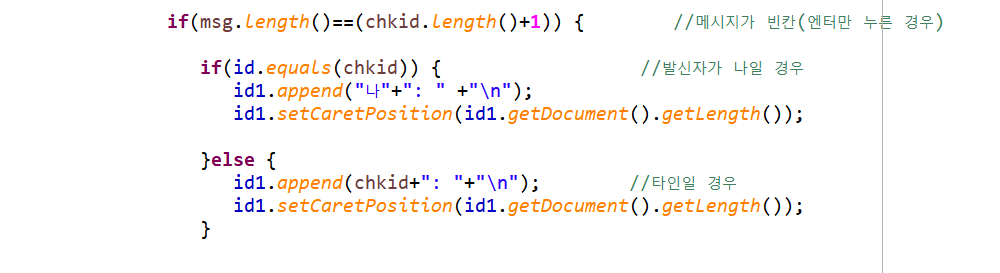 if(msg.length()==(chkid.length()+1)) { //메시지가 빈칸(엔터만 누른 경우)
if(id.equals(chkid)) { //발신자가 나일 경우
id1.append("나"+": " +"\n");
id1.setCaretPosition(id1.getDocument().getLength());
}else {
id1.append(chkid+": "+"\n"); //타인일 경우
id1.setCaretPosition(id1.getDocument().getLength());
}